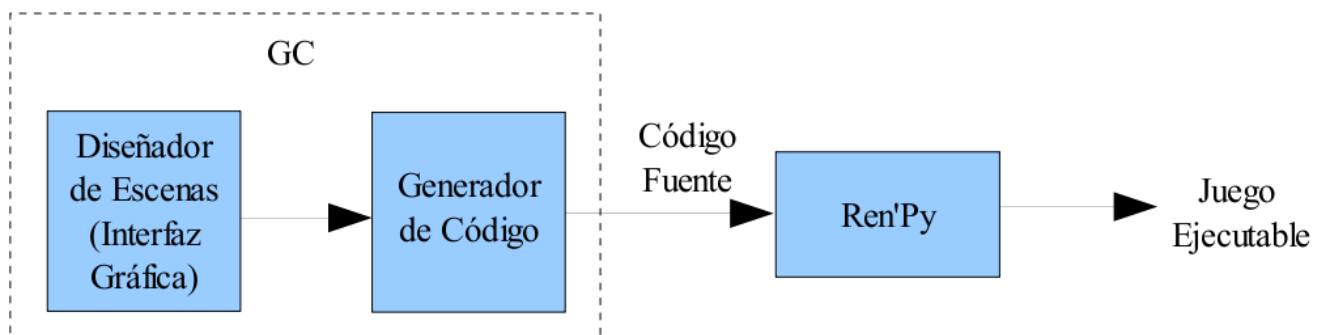 GC
Diseñador
de Escenas
(Interfaz
Gráfica)
Generador
de Código
Código
Fuente
Ren'Py
Juego
Ejecutable